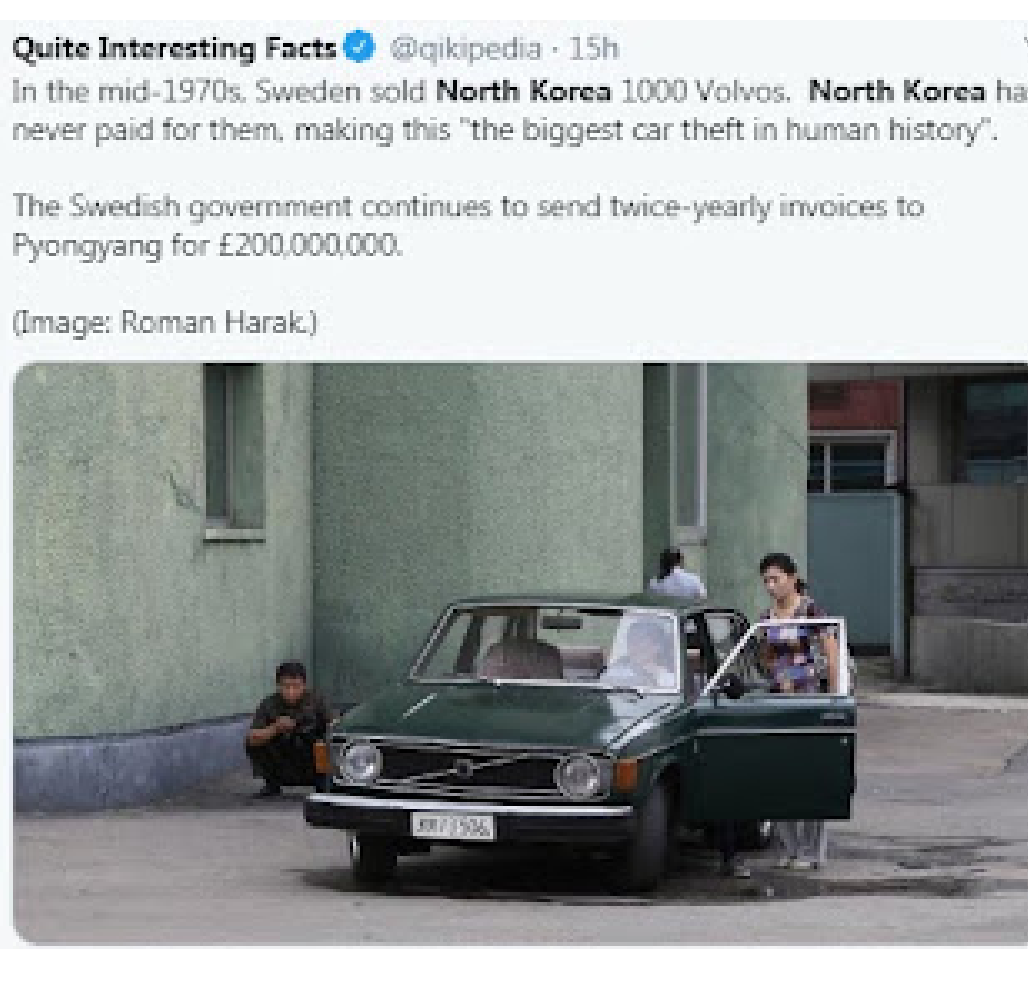 Quite Interesting Facts @qikipedia · 15h
In the mid-1970s, Sweden sold North Korea 1000 Volvos. North Korea ha
never paid for them, making this "the biggest car theft in human history".
The Swedish government continues to send twice-yearly invoices to
Pyongyang for £200,000,000.
(Image: Roman Harak.)